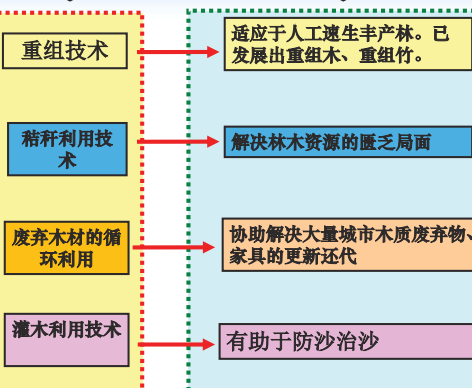 重组技术
适应于人工速生丰产林。已
发展出重组木、重组竹。
秸秆利用技
术
解决林木资源的匮乏局面
废弃木材的循
环利用
协助解决大量城市木质废弃物、
家具的更新还代
灌木利用技术
有助于防沙治沙